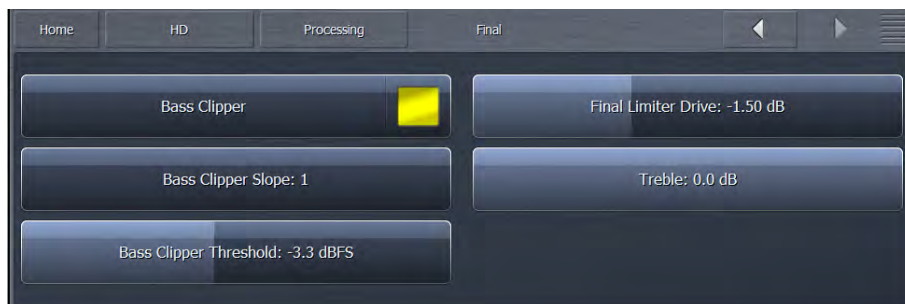 Home HD Processing Final
Bass Clipper
Final Limiter Drive: -1.50 dB
Bass Clipper Slope: 1
Treble: 0.0 dB
Bass Clipper Threshold: -3.3 dBFS